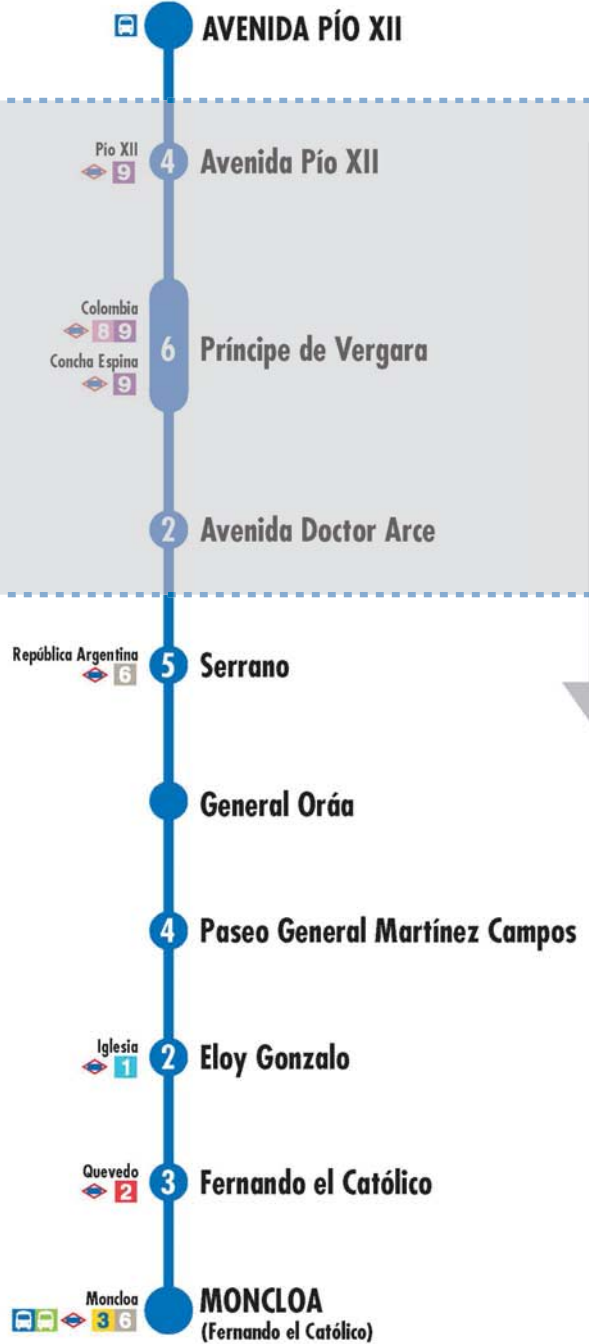 AVENIDA PÍO XII
Pio XII
9
4
Avenida Pío XII
Colombia
8 9
Concha Espina
9
6
Príncipe de Vergara
2
Avenida Doctor Arce
República Argentina
6
5
Serrano
General Oráa
4
Paseo General Martínez Campos
Iglesia
1
2
Eloy Gonzalo
Quevedo
2
3
Fernando el Católico
Moncloa
3 6
MONCLOA
(Fernando el Católico)